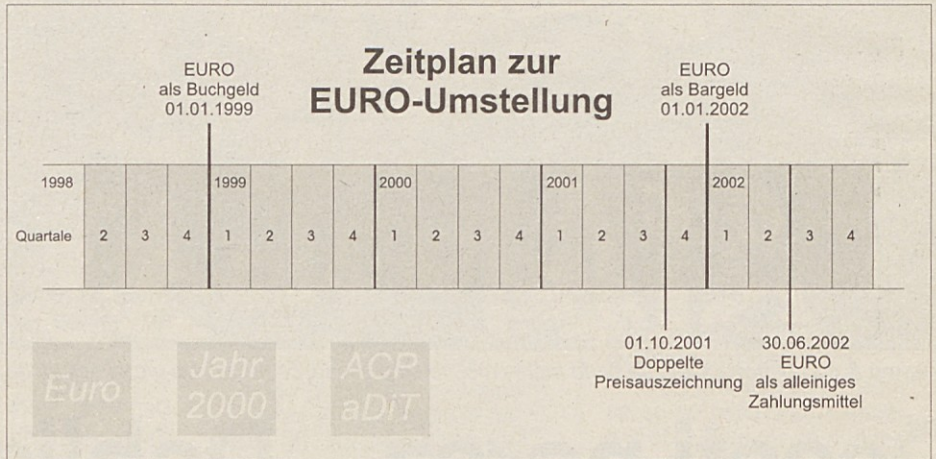 Zeitplan zur
EURO-Umstellung
EURO
als Buchgeld
01.01.1999
EURO
als Bargeld
01.01.2002
1998 1999 2000 2001 2002
Quartale 2 3 4 1 2 3 4 1 2 3 4 1 2 3 4 1 2 3 4
01.10.2001
Doppelte
Preisauszeichnung
30.06.2002
EURO
als alleiniges
Zahlungsmittel
Euro
Jahr
2000
ACP
aDiT